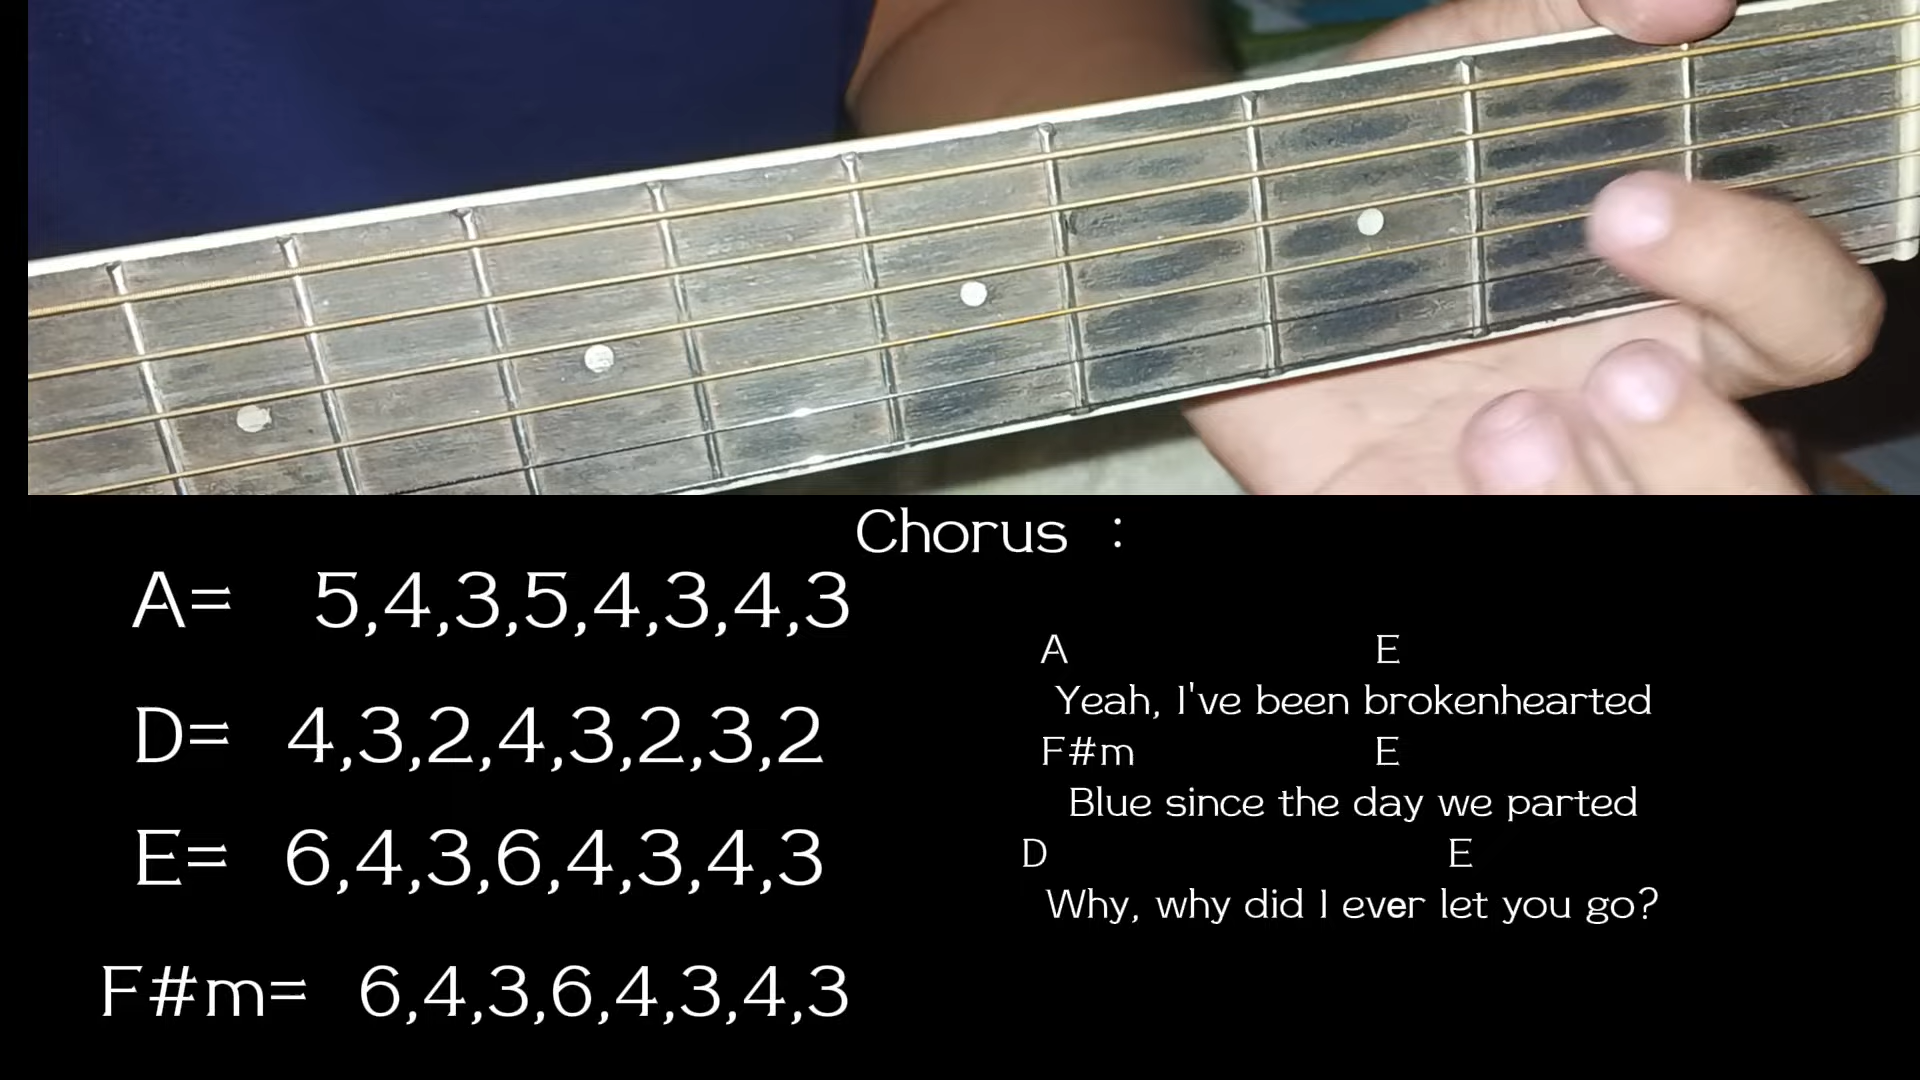 Chorus :
A= 5,4,3,5,4,3,4,3
D= 4,3,2,4,3,2,3,2
E= 6,4,3,6,4,3,4,3
F#m= 6,4,3,6,4,3,4,3
A E
Yeah, I've been brokenhearted
F#m E
Blue since the day we parted
D E
Why, why did I ever let you go?